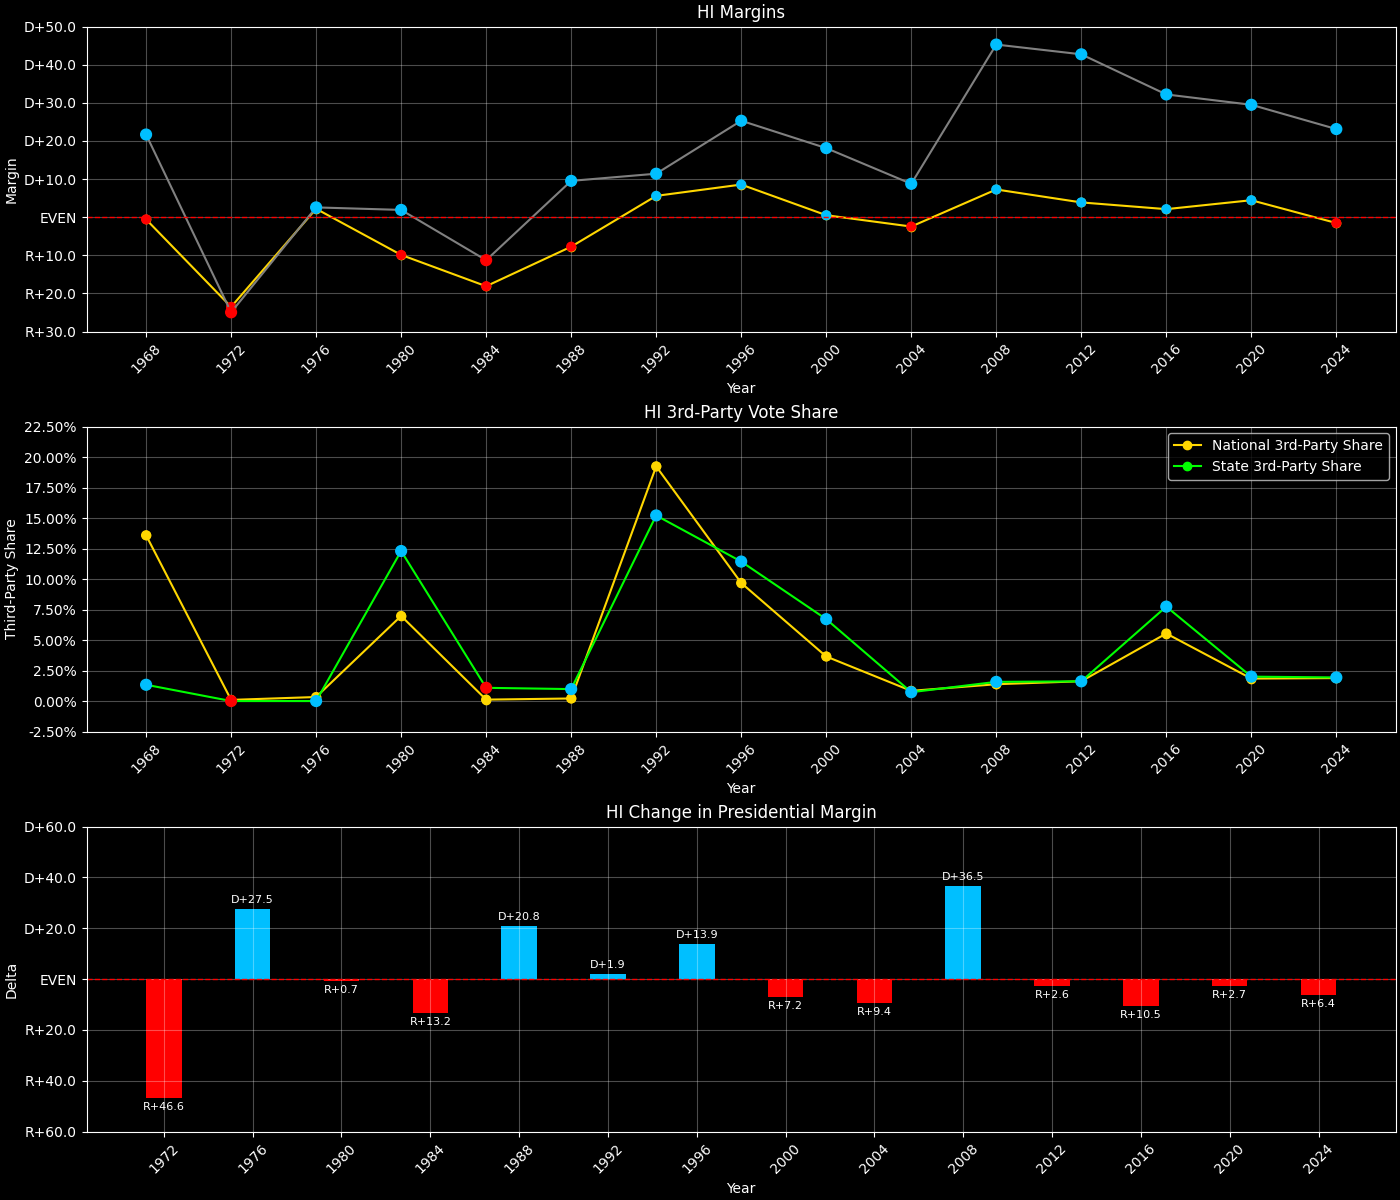 HI Margins
D+50.0
D+40.0
D+30.0
D+20.0
D+10.0
EVEN
R+10.0
R+20.0
R+30.0
Margin
1968
1972
1976
1980
1984
1988
1992
1996
2000
2004
2008
2012
2016
2020
2024
Year
HI 3rd-Party Vote Share
22.50%
20.00%
17.50%
15.00%
12.50%
10.00%
7.50%
5.00%
2.50%
0.00%
-2.50%
Third-Party Share
National 3rd-Party Share
State 3rd-Party Share
1968
1972
1976
1980
1984
1988
1992
1996
2000
2004
2008
2012
2016
2020
2024
Year
HI Change in Presidential Margin
D+60.0
D+40.0
D+20.0
EVEN
R+20.0
R+40.0
R+60.0
Delta
R+46.6
D+27.5
R+0.7
R+13.2
D+20.8
D+1.9
D+13.9
R+7.2
R+9.4
D+36.5
R+2.6
R+10.5
R+2.7
R+6.4
1972
1976
1980
1984
1988
1992
1996
2000
2004
2008
2012
2016
2020
2024
Year